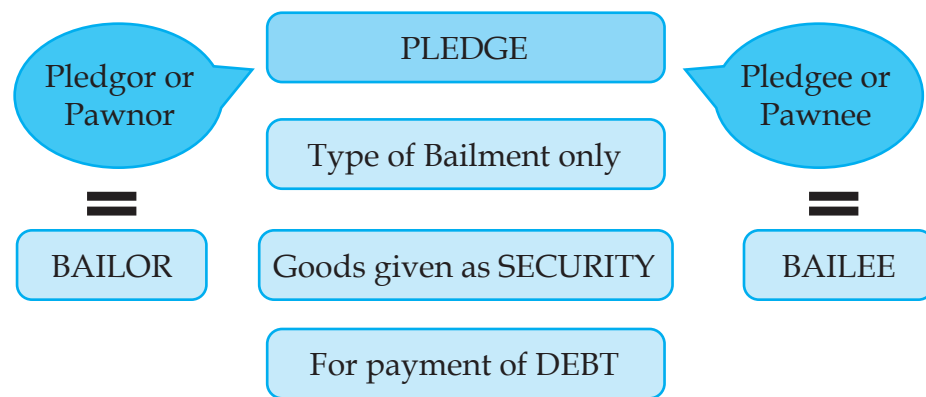 PLEDGE
Pledgor or
Pawnor
Pledgee or
Pawnee
Type of Bailment only
=
=
BAILOR
Goods given as SECURITY
BAILEE
For payment of DEBT